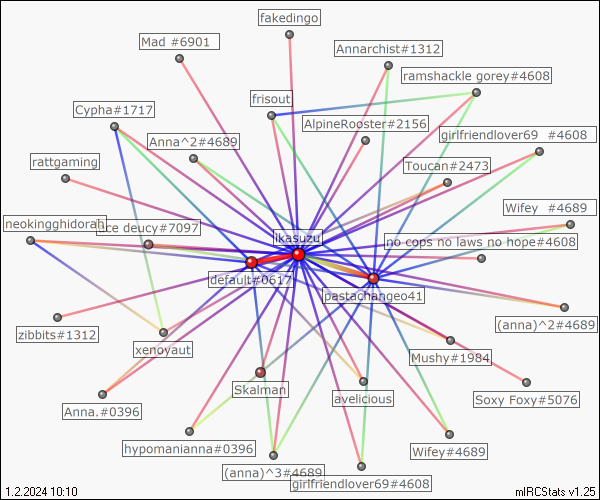 fakedingo
Mad #6901
Annarchist#1312
ramshackle gorey#4608
frisout
Cypha#1717
AlpineRooster#2156
girlfriendlover69 #4608
Anna^2#4689
rattgaming
Toucan#2473
Wifey #4689
neokingghidorah
deucy#7097
ikasuzu
no cops no laws no hope#4608
default#0617
pastachangeo41
zibbits#1312
xenoyaut
(anna)^2#4689
Mushy#1984
Skalman
avelicious
Soxy Foxy#5076
Anna.#0396
hypomanianna#0396
Wifey#4689
(anna)^3#4689
girlfriendlover69#4608
1.2.2024 10:10
mIRCStats v1.25